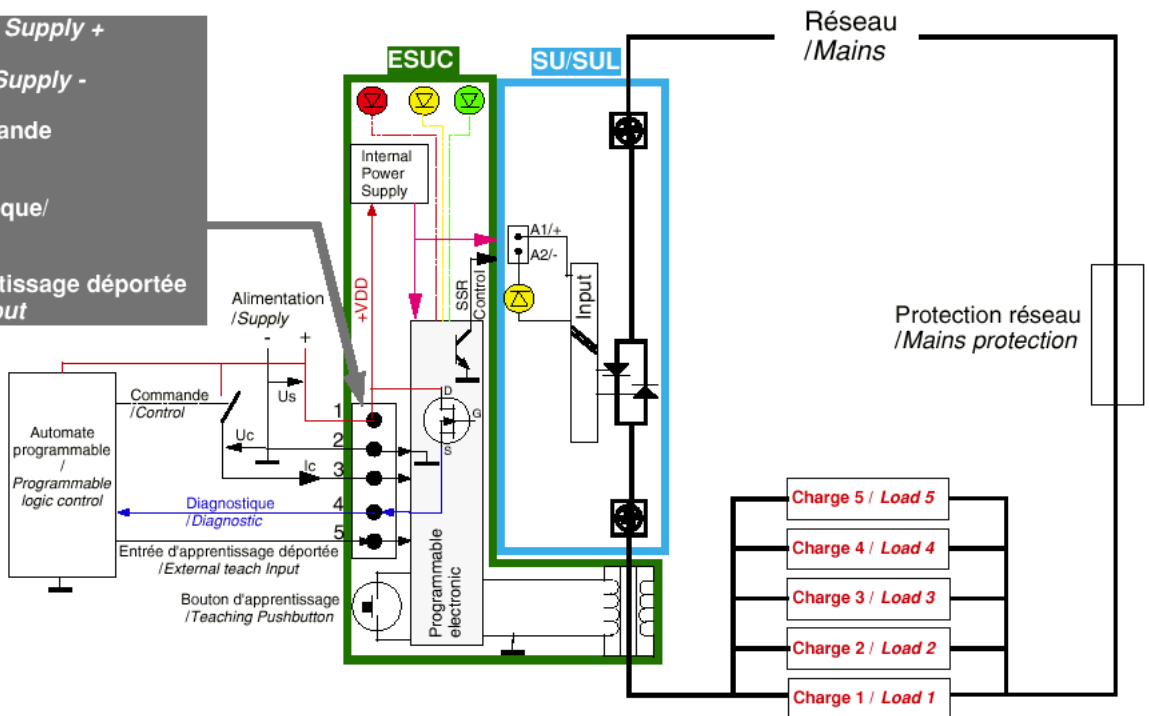 Supply +
Supply -
ande
que/
tissage déportée
out
ESUC
SU/SUL
Réseau
/Mains
Internal
Power
Supply
+VDD
SSR
Control
A1/+
A2/-
Input
Alimentation
/Supply
- +
Us
Commande
/Control
Uc
Ic
1
2
3
4
5
D
G
S
Automate
programmable
/
Programmable
logic control
Diagnostique
/Diagnostic
Entrée d'apprentissage déportée
/External teach Input
Bouton d'apprentissage
/Teaching Pushbutton
Programmable
electronic
Protection réseau
/Mains protection
Charge 5 / Load 5
Charge 4 / Load 4
Charge 3 / Load 3
Charge 2 / Load 2
Charge 1 / Load 1